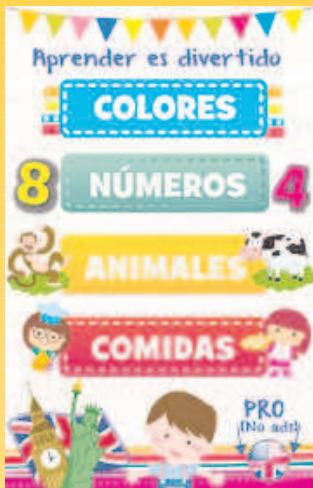 Aprender es divertido
COLORES
8 NÚMEROS 4
ANIMALES
COMIDAS
PRO
(No ads)